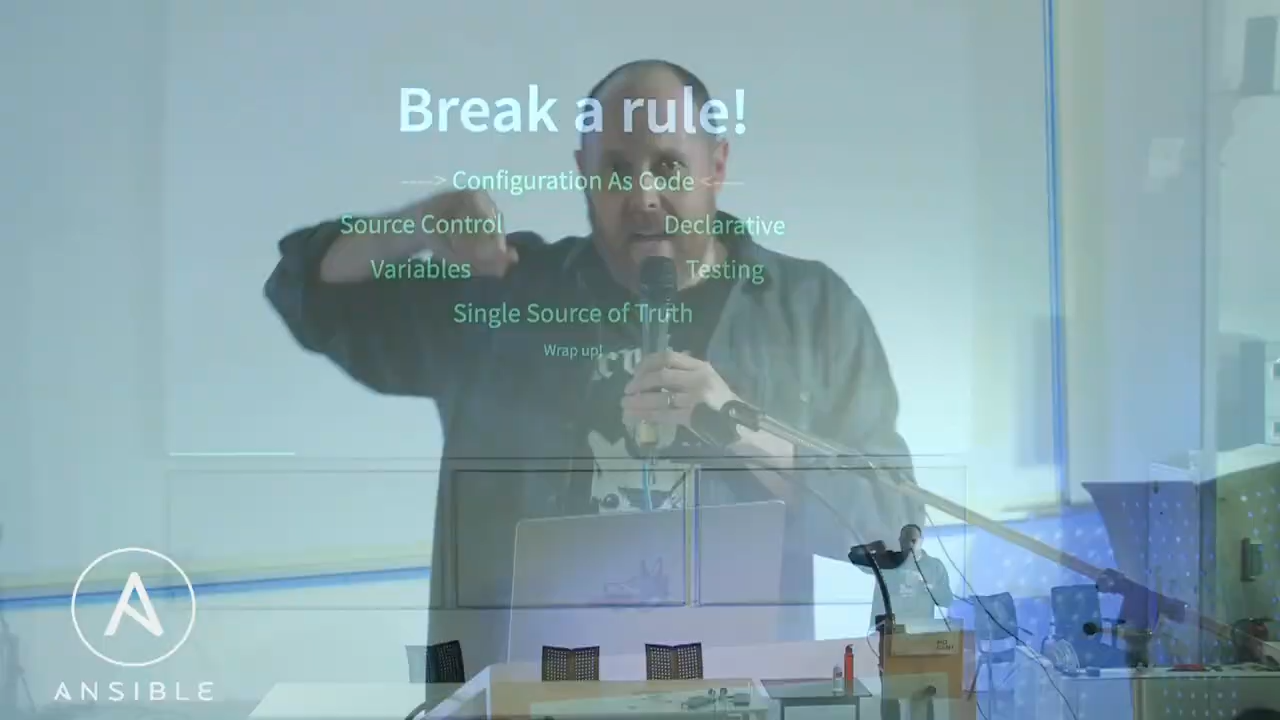 Break a rule!
----> Configuration As Code <----
Source Control Declarative
Variables Testing
Single Source of Truth
Wrap up!
ANSIBLE